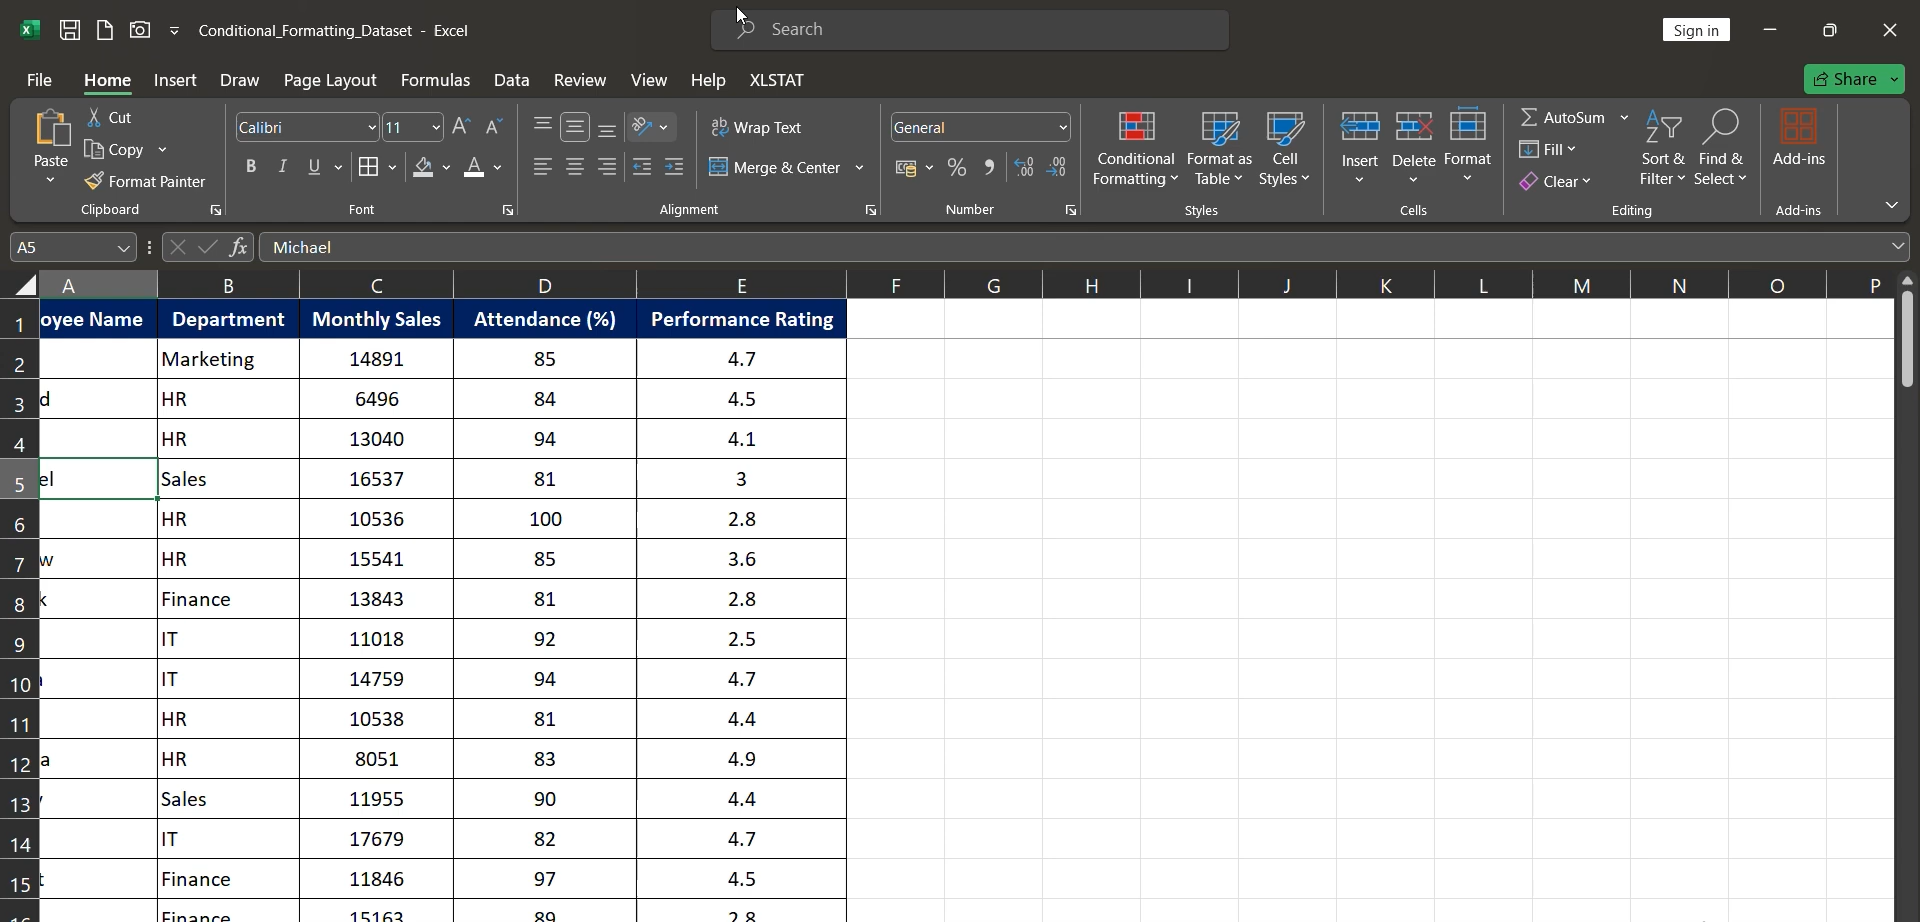 Conditional_Formatting_Dataset - Excel
Search
Sign in
File Home Insert Draw Page Layout Formulas Data Review View Help XLSTAT
Share
Paste
Cut
Copy
Format Painter
Clipboard
Calibri 11
B I U
Font
Wrap Text
Merge & Center
Alignment
General
Number
Conditional Formatting
Format as Table
Cell Styles
Styles
Insert
Delete
Format
Cells
AutoSum
Fill
Clear
Sort & Filter
Find & Select
Editing
Add-ins
Add-ins
A5 fx Michael
A B C D E F G H I J K L M N O P
1 oyee Name Department Monthly Sales Attendance (%) Performance Rating
2 Marketing 14891 85 4.7
3 d HR 6496 84 4.5
4 HR 13040 94 4.1
5 el Sales 16537 81 3
6 HR 10536 100 2.8
7 w HR 15541 85 3.6
8 k Finance 13843 81 2.8
9 IT 11018 92 2.5
10 IT 14759 94 4.7
11 HR 10538 81 4.4
12 a HR 8051 83 4.9
13 Sales 11955 90 4.4
14 IT 17679 82 4.7
15 t Finance 11846 97 4.5
16 Finance 15163 89 2.8